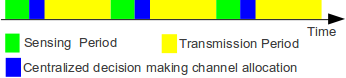 Time
Sensing Period
Transmission Period
Centralized decision making channel allocation